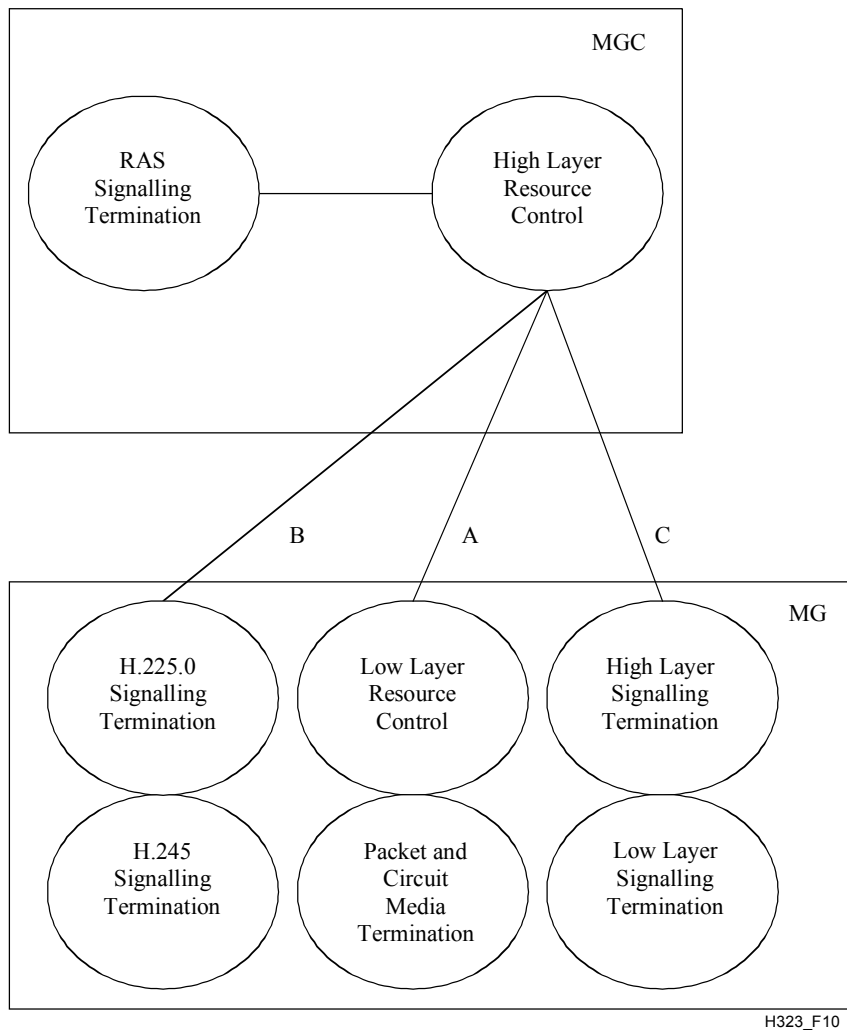 MGC
RAS
Signalling
Termination
High Layer
Resource
Control
B
A
C
MG
H.225.0
Signalling
Termination
Low Layer
Resource
Control
High Layer
Signalling
Termination
H.245
Signalling
Termination
Packet and
Circuit
Media
Termination
Low Layer
Signalling
Termination
H323_F10